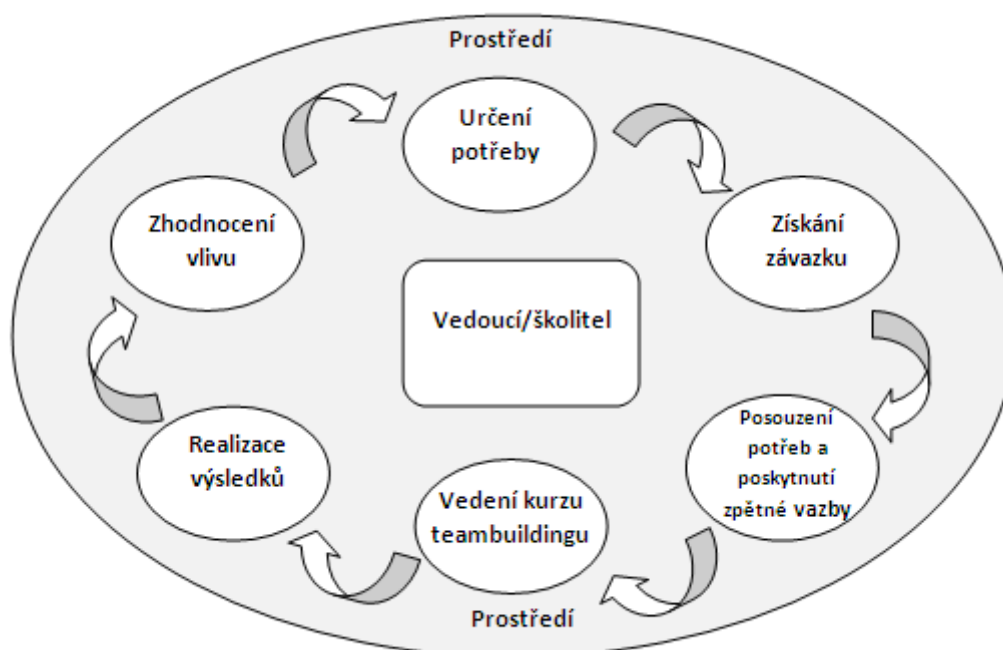 Prostředí
Určení
potřeby
Získání
závazku
Posouzení
potřeb a
poskytnutí
zpětné vazby
Vedení kurzu
teambuildingu
Realizace
výsledků
Zhodnocení
vlivu
Vedoucí/školitel
Prostředí